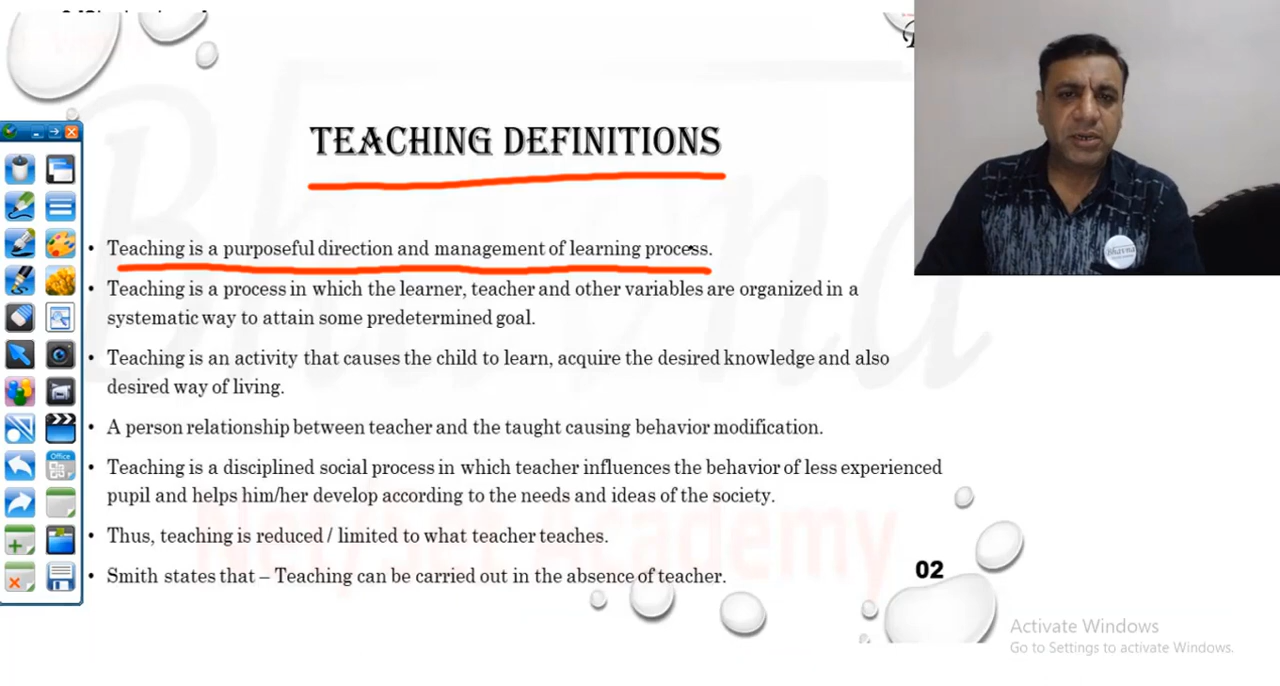 TEACHING DEFINITIONS
• Teaching is a purposeful direction and management of learning process.
• Teaching is a process in which the learner, teacher and other variables are organized in a
systematic way to attain some predetermined goal.
• Teaching is an activity that causes the child to learn, acquire the desired knowledge and also
desired way of living.
• A person relationship between teacher and the taught causing behavior modification.
• Teaching is a disciplined social process in which teacher influences the behavior of less experienced
pupil and helps him/her develop according to the needs and ideas of the society.
• Thus, teaching is reduced / limited to what teacher teaches.
• Smith states that – Teaching can be carried out in the absence of teacher.
02
Bhavna
Net/Set Academy
Bhavna
Office
Activate Windows
Go to Settings to activate Windows.